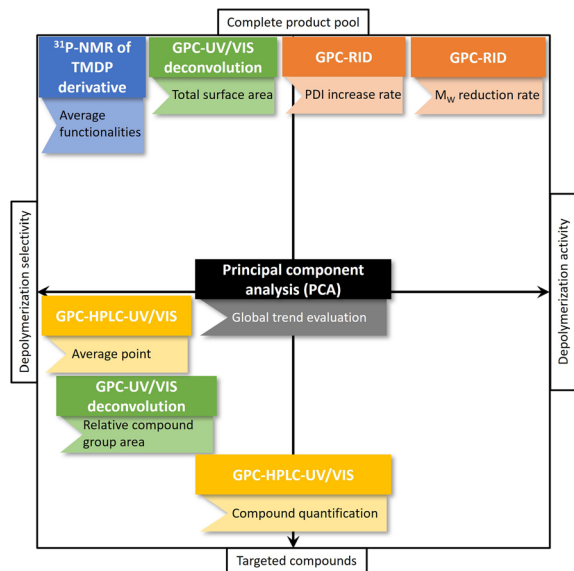 Complete product pool
³¹P-NMR of
TMDP
derivative
Average
functionalities
GPC-UV/VIS
deconvolution
Total surface area
GPC-RID
PDI increase rate
GPC-RID
M_W reduction rate
Depolymerization selectivity
Depolymerization activity
Principal component
analysis (PCA)
Global trend evaluation
GPC-HPLC-UV/VIS
Average point
GPC-UV/VIS
deconvolution
Relative compound
group area
GPC-HPLC-UV/VIS
Compound quantification
Targeted compounds